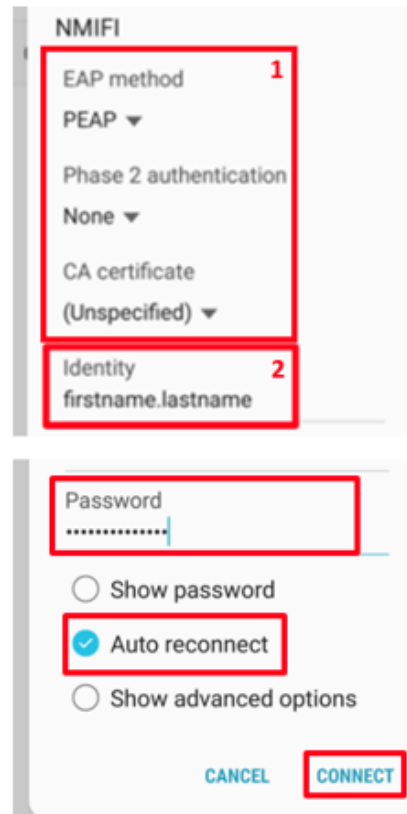 NMIFI
EAP method 1
PEAP
Phase 2 authentication
None
CA certificate
(Unspecified)
Identity 2
firstname.lastname
Password
••••••••••••••
Show password
Auto reconnect
Show advanced options
CANCEL CONNECT